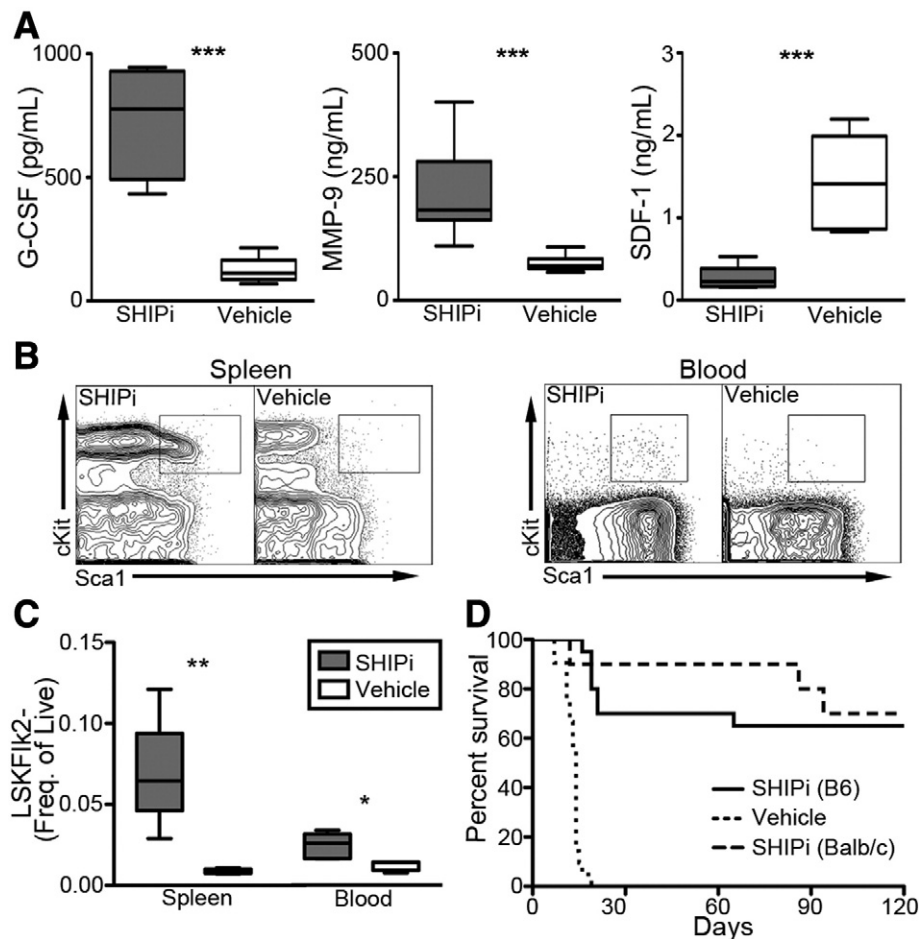 A
G-CSF (pg/mL)
1000
500
0
***
SHIPi
Vehicle
MMP-9 (ng/mL)
500
250
0
***
SHIPi
Vehicle
SDF-1 (ng/mL)
3
2
1
0
***
SHIPi
Vehicle
B
Spleen
SHIPi
Vehicle
cKit
Sca1
Blood
SHIPi
Vehicle
cKit
Sca1
C
LSKFlk2-
(Freq. of Live)
0.15
0.10
0.05
0.00
**
*
SHIPi
Vehicle
Spleen
Blood
D
Percent survival
100
80
60
40
20
0
SHIPi (B6)
Vehicle
SHIPi (Balb/c)
0
30
60
90
120
Days